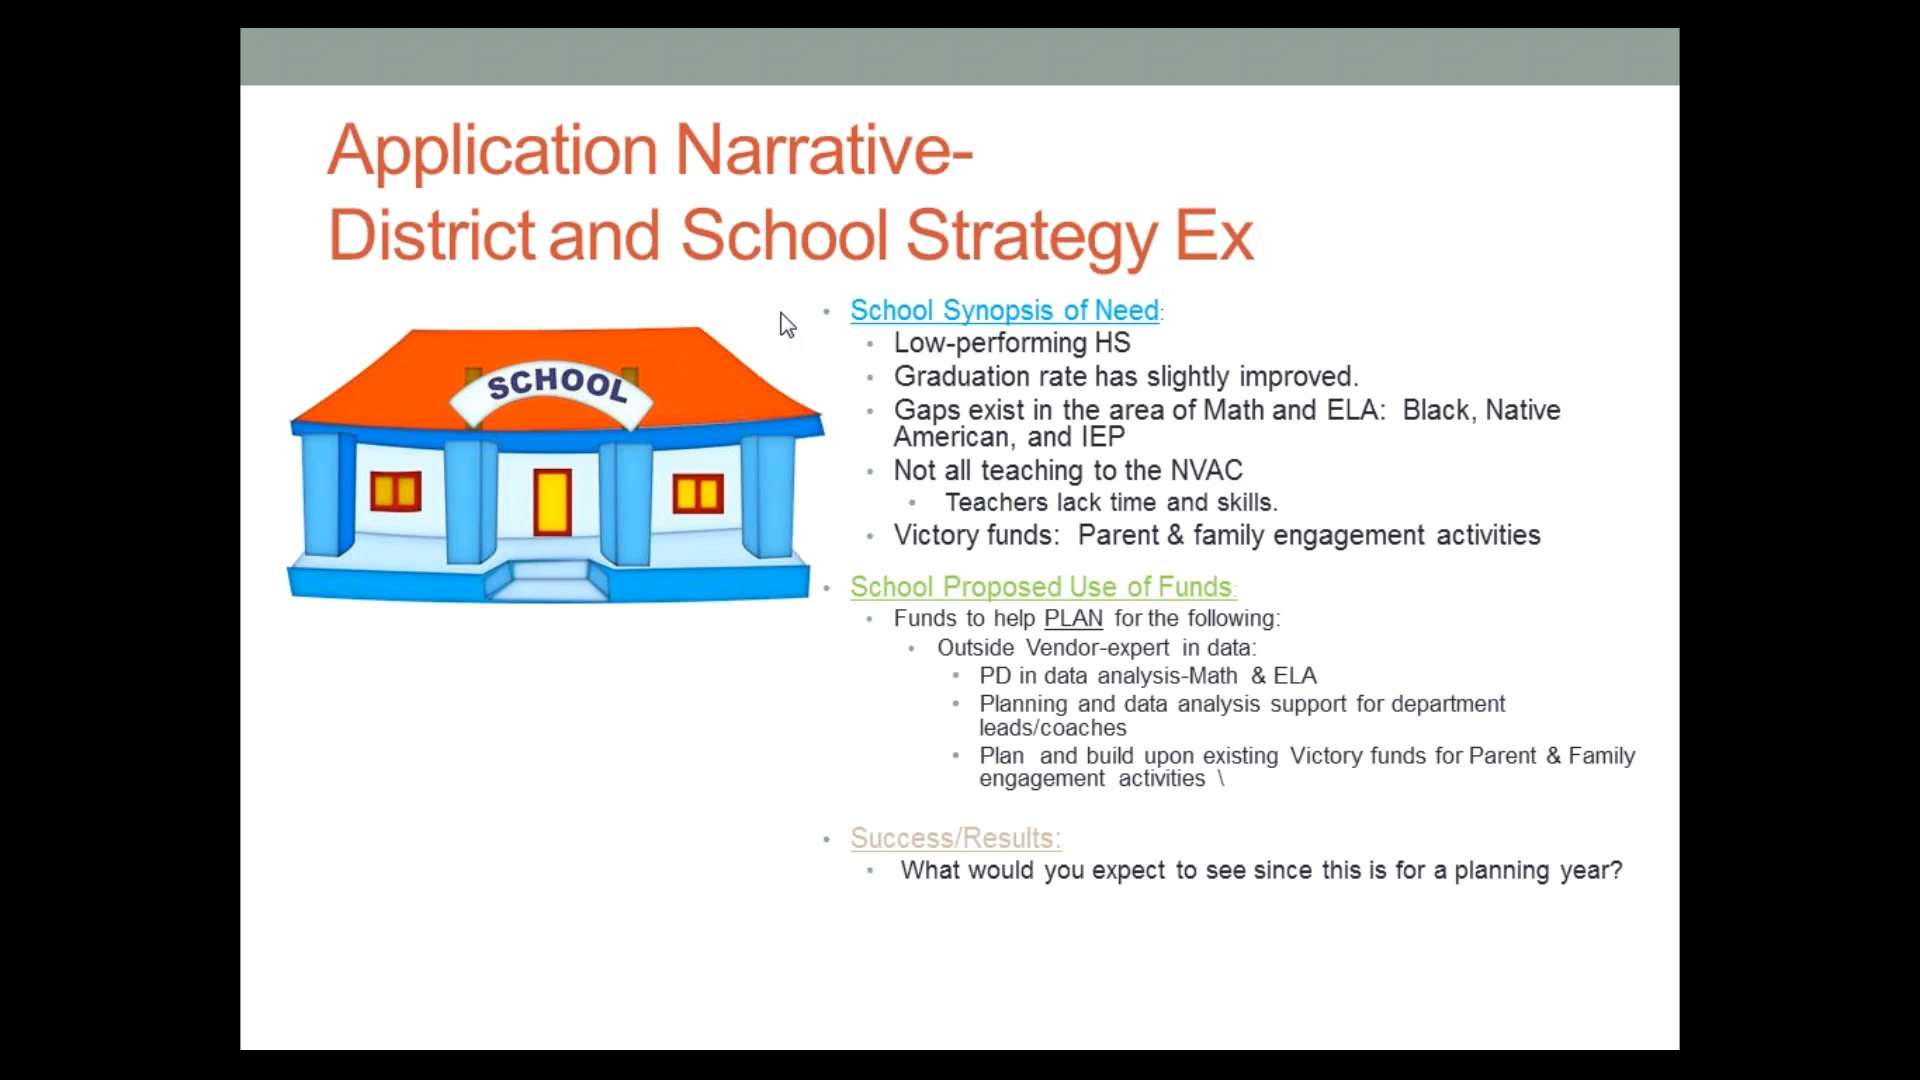 Application Narrative-
District and School Strategy Ex
SCHOOL
• School Synopsis of Need:
• Low-performing HS
• Graduation rate has slightly improved.
• Gaps exist in the area of Math and ELA: Black, Native
American, and IEP
• Not all teaching to the NVAC
• Teachers lack time and skills.
• Victory funds: Parent & family engagement activities
• School Proposed Use of Funds:
• Funds to help PLAN for the following:
• Outside Vendor-expert in data:
• PD in data analysis-Math & ELA
• Planning and data analysis support for department
leads/coaches
• Plan and build upon existing Victory funds for Parent & Family
engagement activities \
• Success/Results:
• What would you expect to see since this is for a planning year?